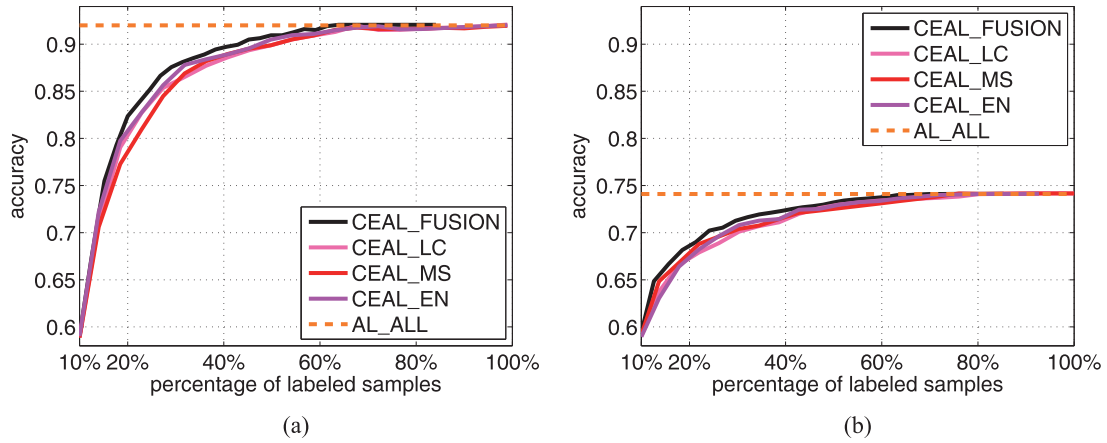 0.9
0.85
0.8
0.75
0.7
0.65
0.6
accuracy
CEAL_FUSION
CEAL_LC
CEAL_MS
CEAL_EN
AL_ALL
10% 20% 40% 60% 80% 100%
percentage of labeled samples
(a)
0.9
0.85
0.8
0.75
0.7
0.65
0.6
accuracy
CEAL_FUSION
CEAL_LC
CEAL_MS
CEAL_EN
AL_ALL
10% 20% 40% 60% 80% 100%
percentage of labeled samples
(b)